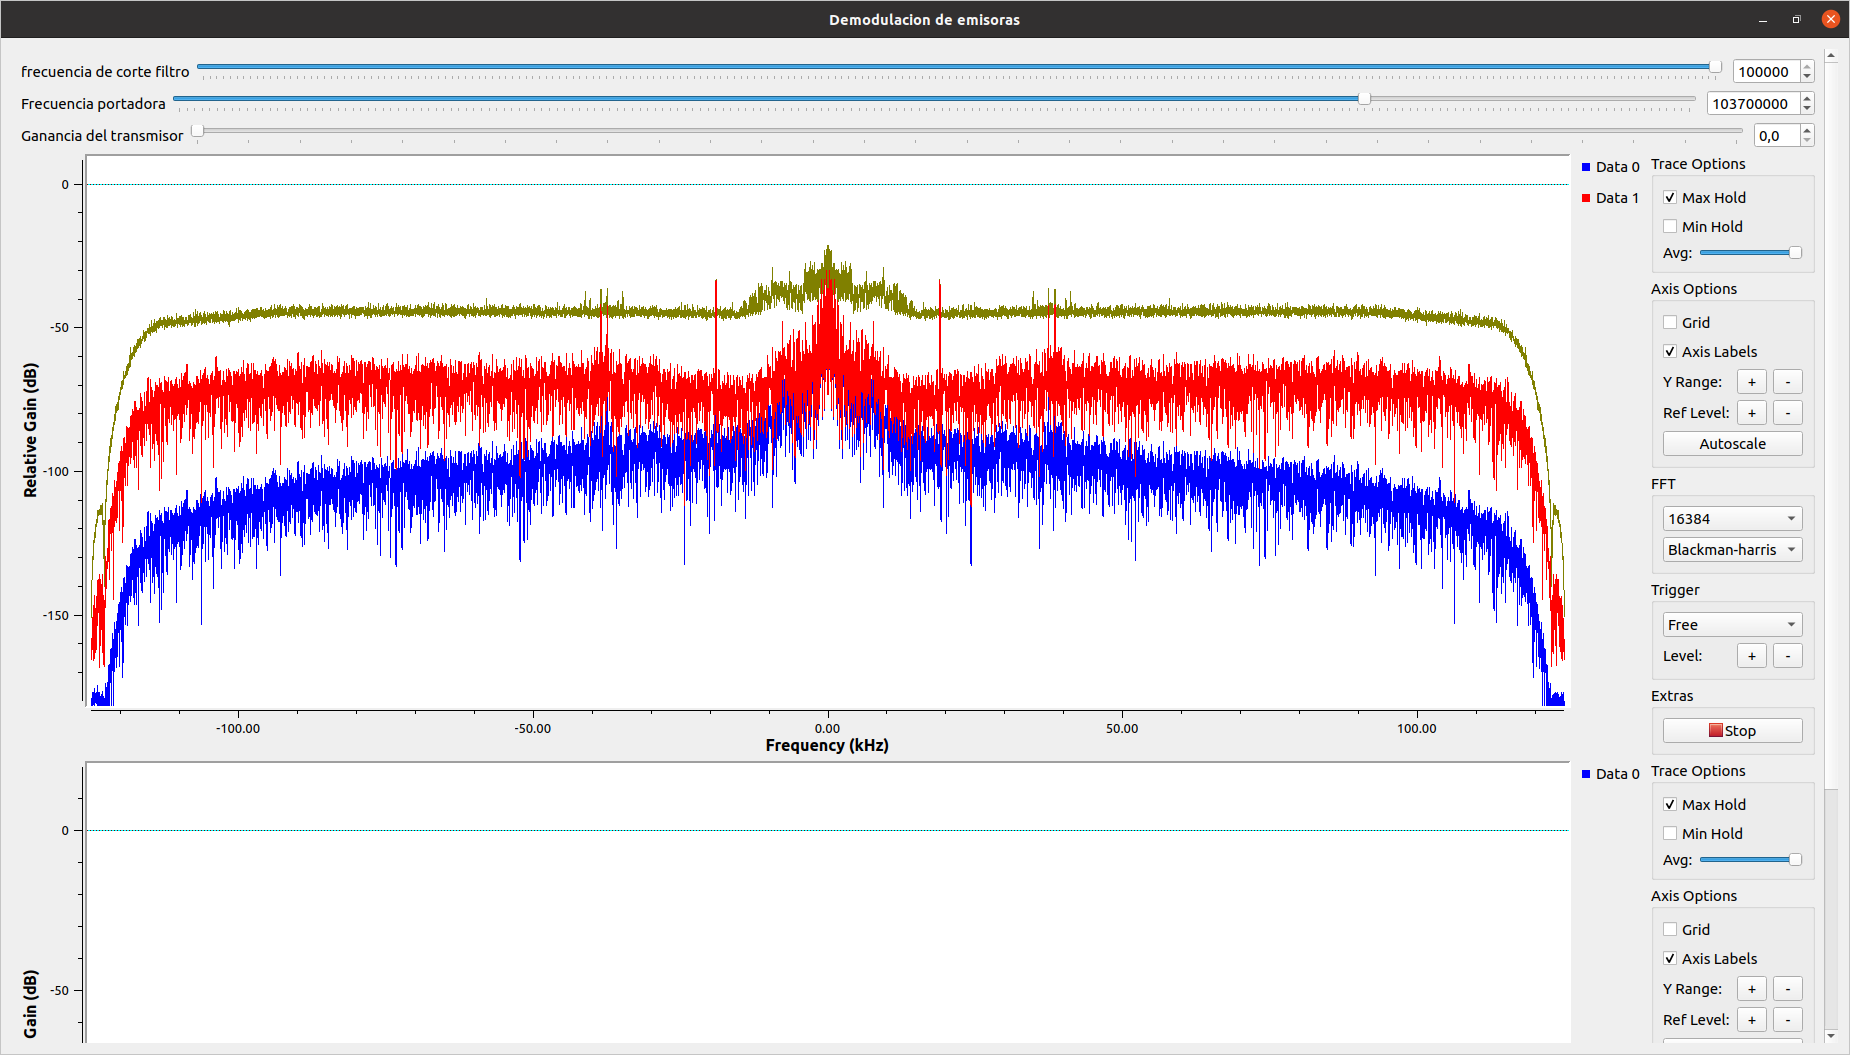 Demodulacion de emisoras
frecuencia de corte filtro 100000
Frecuencia portadora 103700000
Ganancia del transmisor 0,0
Data 0
Data 1
Relative Gain (dB)
0
-50
-100
-150
-100.00 -50.00 0.00 50.00 100.00
Frequency (kHz)
Trace Options
Max Hold
Min Hold
Avg:
Axis Options
Grid
Axis Labels
Y Range: + -
Ref Level: + -
Autoscale
FFT
16384
Blackman-harris
Trigger
Free
Level: + -
Extras
Stop
Data 0
Gain (dB)
0
-50
Trace Options
Max Hold
Min Hold
Avg:
Axis Options
Grid
Axis Labels
Y Range: + -
Ref Level: + -